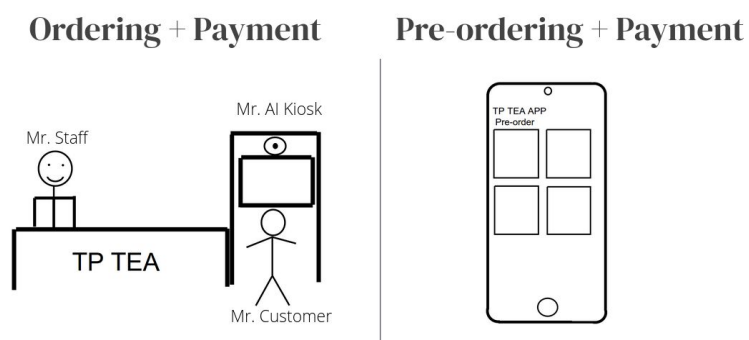 Ordering + Payment
Mr. AI Kiosk
Mr. Staff
TP TEA
Mr. Customer
Pre-ordering + Payment
TP TEA APP
Pre-order